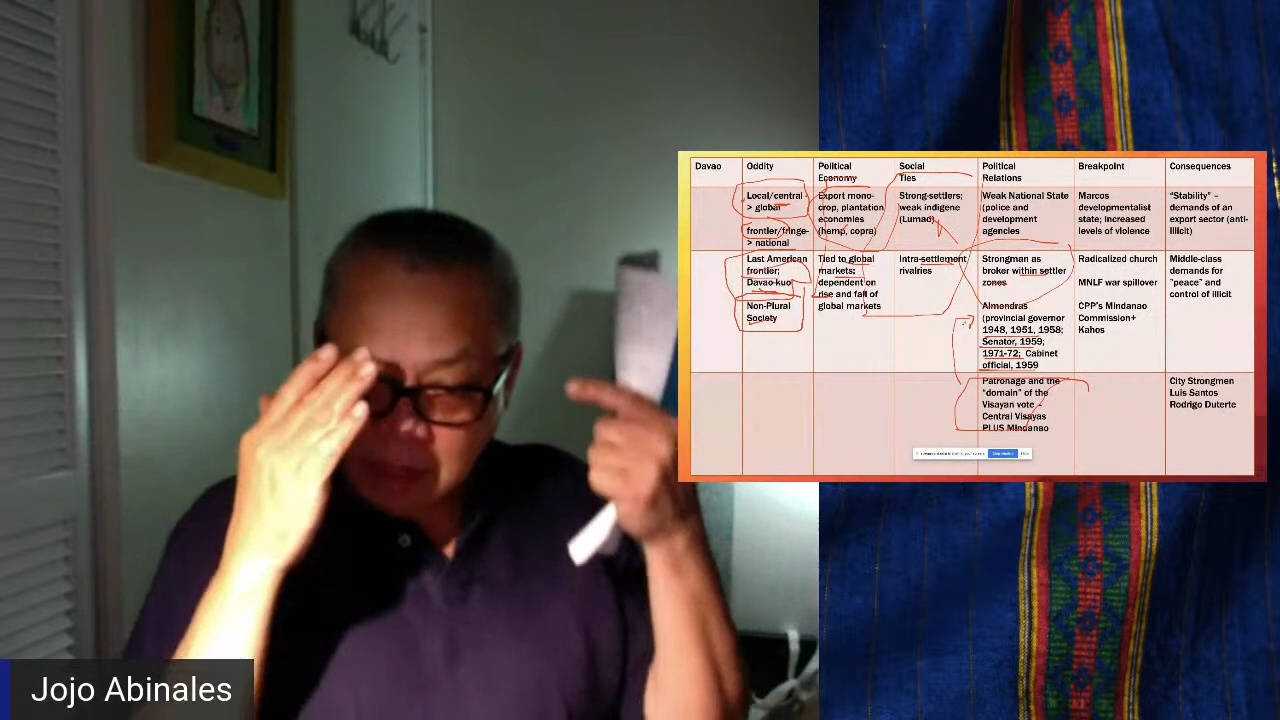 Davao
Oddity
Political
Economy
Social
Ties
Political
Relations
Breakpoint
Consequences
Local/central -
> global
frontier/fringe-
> national
Export mono-
crop, plantation
economies
(hemp, copra)
Strong-settlers;
weak indigene
(Lumad)
Weak National State
(police and
development
agencies
Marcos
developmentalist
state; increased
levels of violence
"Stability" –
demands of an
export sector (anti-
illicit)
Last American
frontier;
Davao-kuo
Non-Plural
Society
Tied to global
markets;
dependent on
rise and fall of
global markets
Intra-settlement
rivalries
Strongman as
broker within settler
zones
Almendras
(provincial governor
1948, 1951, 1958;
Senator, 1959;
1971-72; Cabinet
official, 1959
Radicalized church
MNLF war spillover
CPP's Mindanao
Commission+
Kahos
Middle-class
demands for
"peace" and
control of illicit
Patronage and the
"domain" of the
Visayan vote –
Central Visayas
PLUS Mindanao
City Strongmen
Luis Santos
Rodrigo Duterte
Jojo Abinales